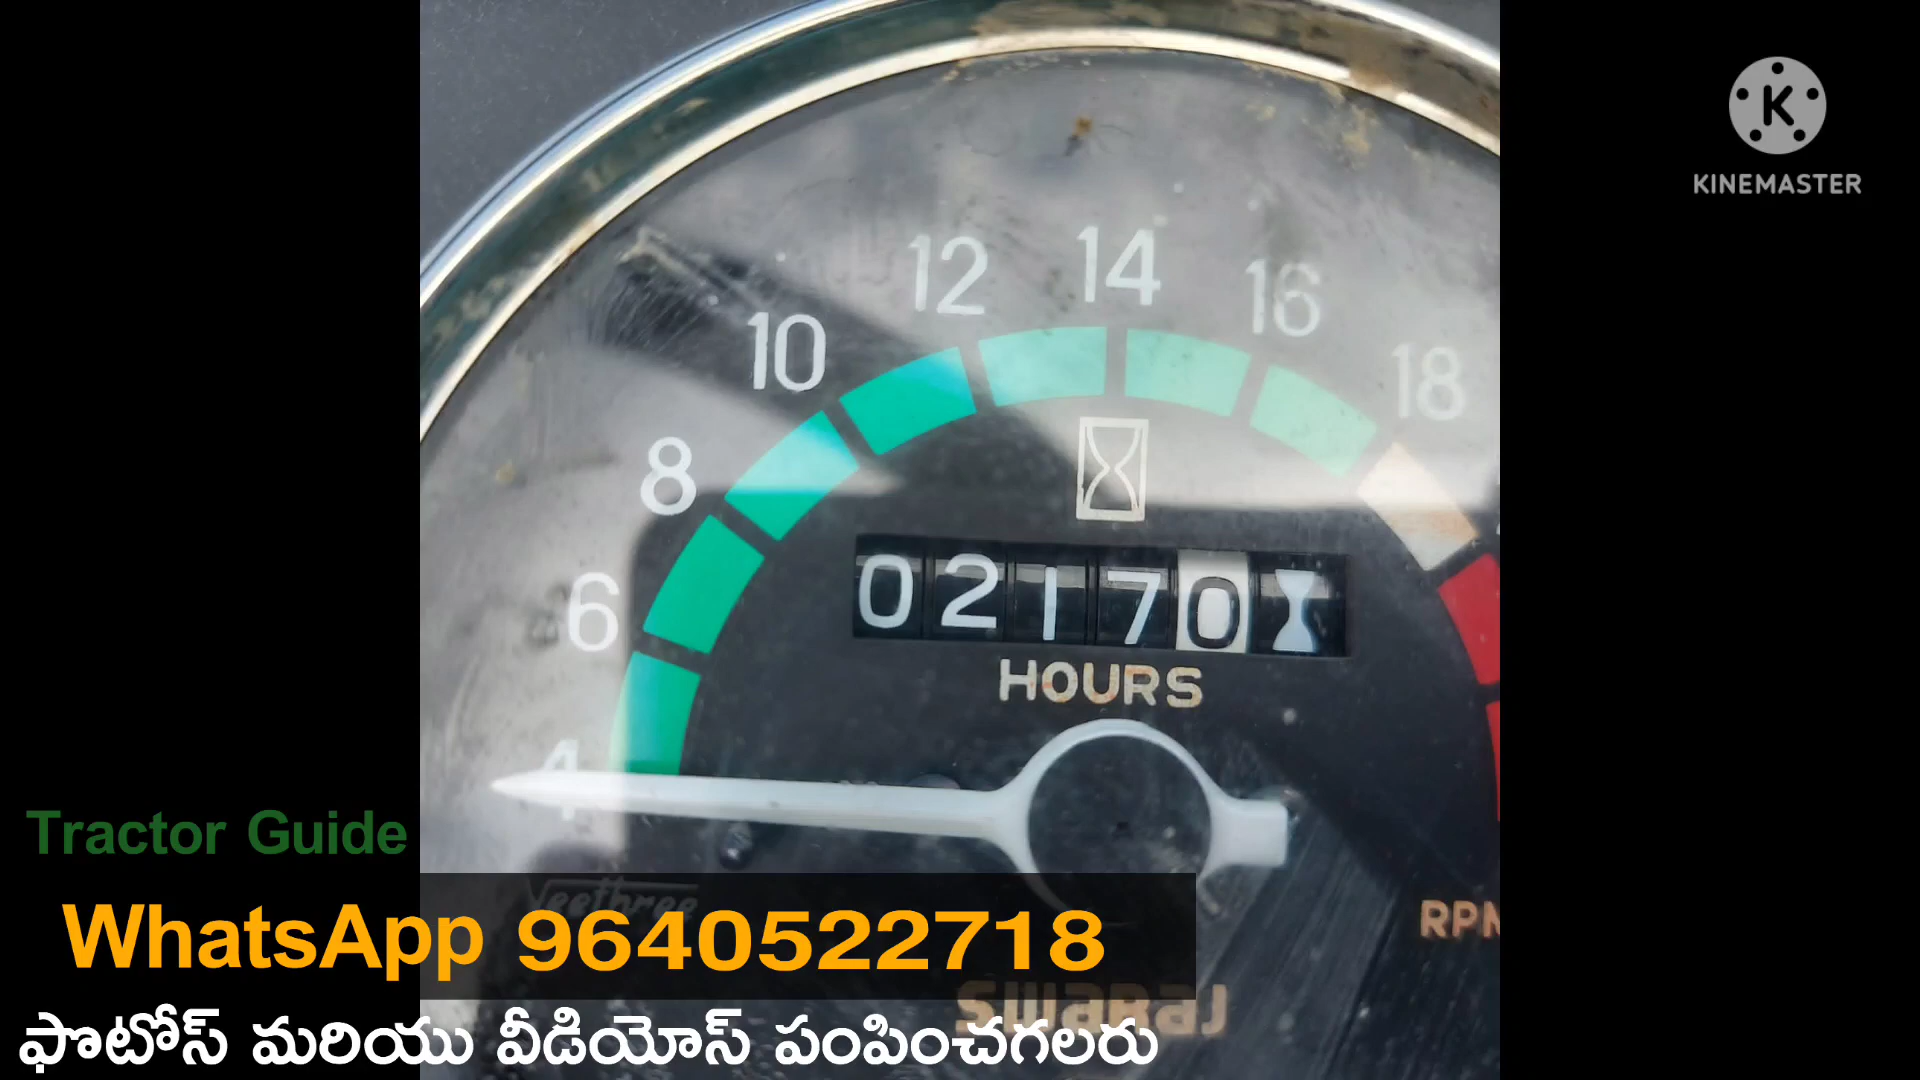 K
KINEMASTER
4
6
8
10
12
14
16
18
02170
HOURS
Tractor Guide
Veethree
RPM
WhatsApp 9640522718
SWARAJ
ఫొటోస్ మరియు వీడియోస్ పంపించగలరు